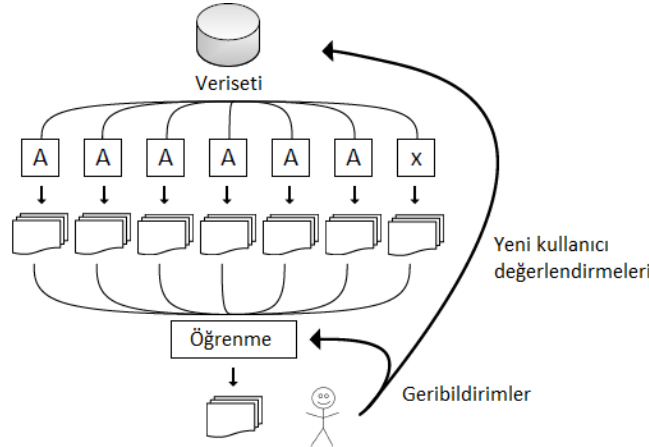 Veriseti
A A A A A A x
Yeni kullanıcı
değerlendirmeleri
Öğrenme
Geribildirimler